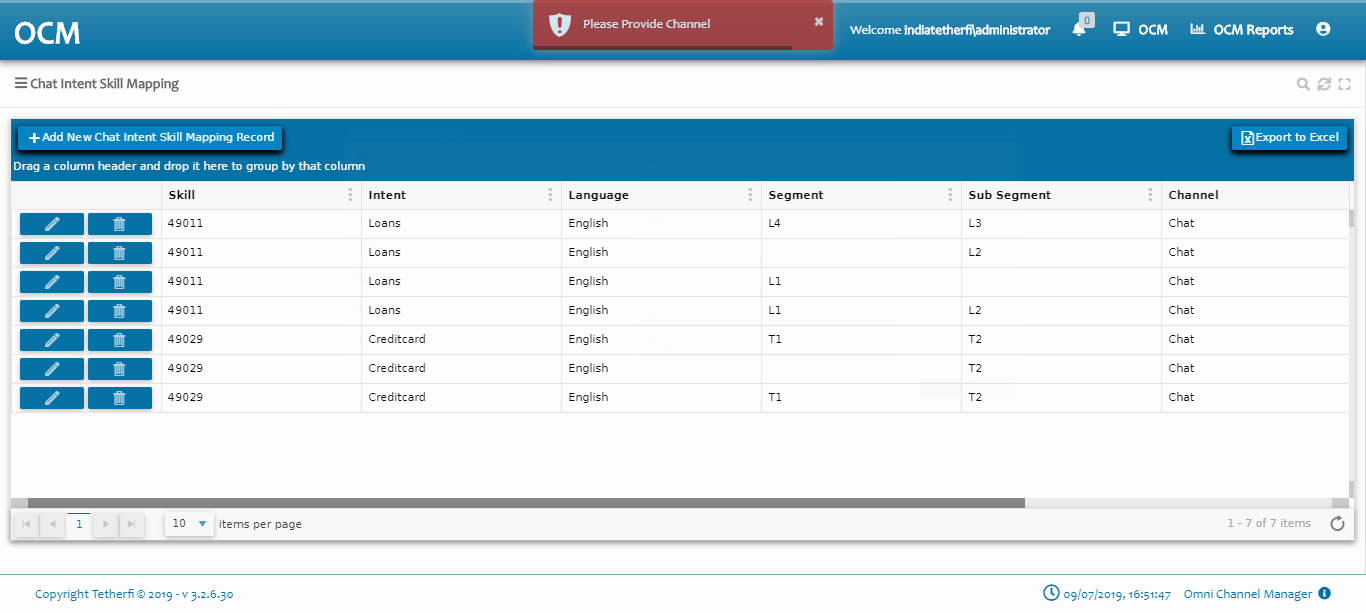 OCM
Please Provide Channel
Welcome indiatetherfi\administrator
0
OCM
OCM Reports
Chat Intent Skill Mapping
Add New Chat Intent Skill Mapping Record
Export to Excel
Drag a column header and drop it here to group by that column
Skill Intent Language Segment Sub Segment Channel
49011 Loans English L4 L3 Chat
49011 Loans English L2 Chat
49011 Loans English L1 Chat
49011 Loans English L1 L2 Chat
49029 Creditcard English T1 T2 Chat
49029 Creditcard English T2 Chat
49029 Creditcard English T1 T2 Chat
1 10 items per page 1 - 7 of 7 items
Copyright Tetherfi © 2019 - v 3.2.6.30 09/07/2019, 16:51:47 Omni Channel Manager